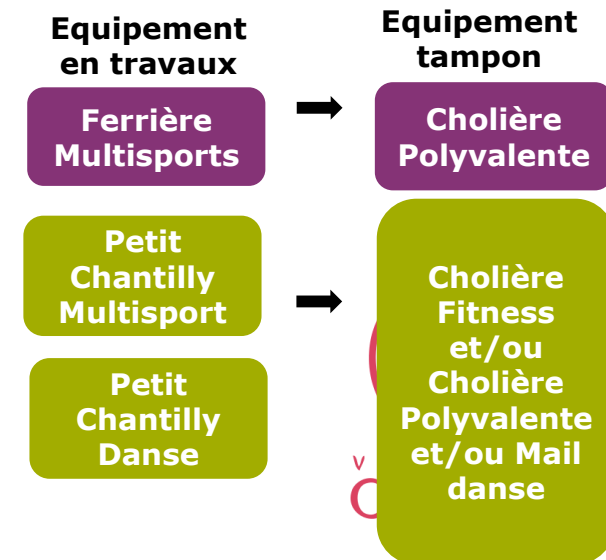 Equipement
en travaux
Equipement
tampon
Ferrière
Multisports
Cholière
Polyvalente
Petit
Chantilly
Multisport
Petit
Chantilly
Danse
Cholière
Fitness
et/ou
Cholière
Polyvalente
et/ou Mail
danse